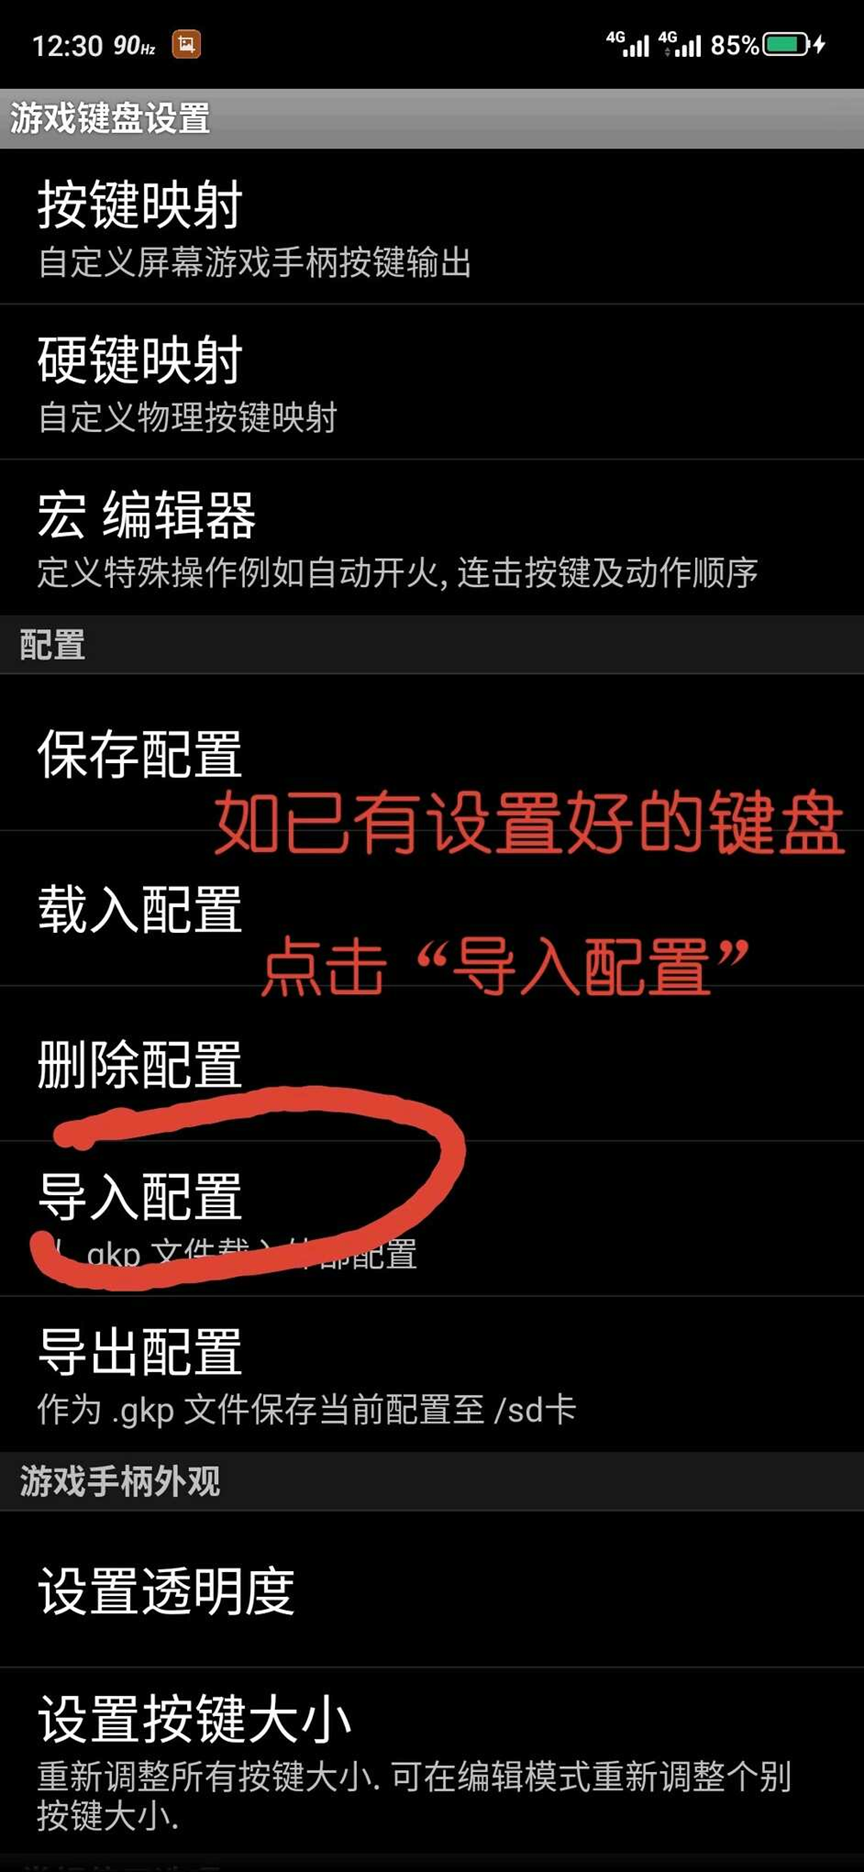 12:30 90Hz 4G 4G 85%
游戏键盘设置
按键映射
自定义屏幕游戏手柄按键输出
硬键映射
自定义物理按键映射
宏 编辑器
定义特殊操作例如自动开火, 连击按键及动作顺序
配置
保存配置
如已有设置好的键盘
载入配置
点击“导入配置”
删除配置
导入配置
.gkp 文件载入外部配置
导出配置
作为 .gkp 文件保存当前配置至 /sd卡
游戏手柄外观
设置透明度
设置按键大小
重新调整所有按键大小. 可在编辑模式重新调整个别
按键大小.